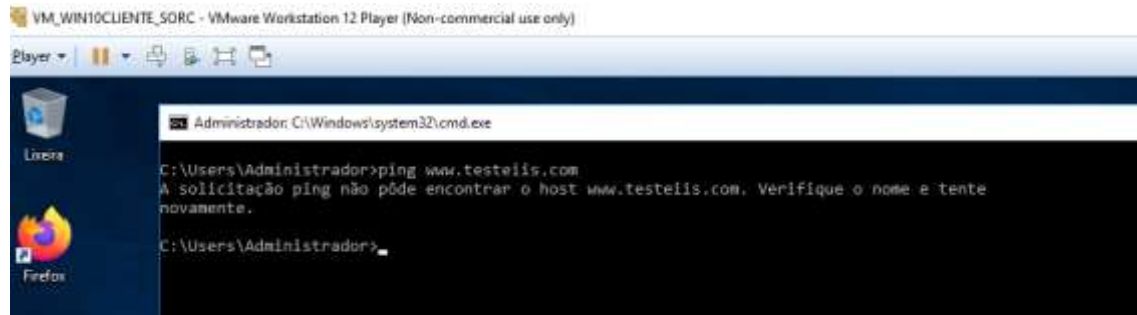 VM_WIN10CLIENTE_SORC - VMware Workstation 12 Player (Non-commercial use only)
Player
Lixeira
Administrador: C:\Windows\system32\cmd.exe
C:\Users\Administrador>ping www.testeiis.com
A solicitação ping não pôde encontrar o host www.testeiis.com. Verifique o nome e tente
novamente.
C:\Users\Administrador>
Firefox